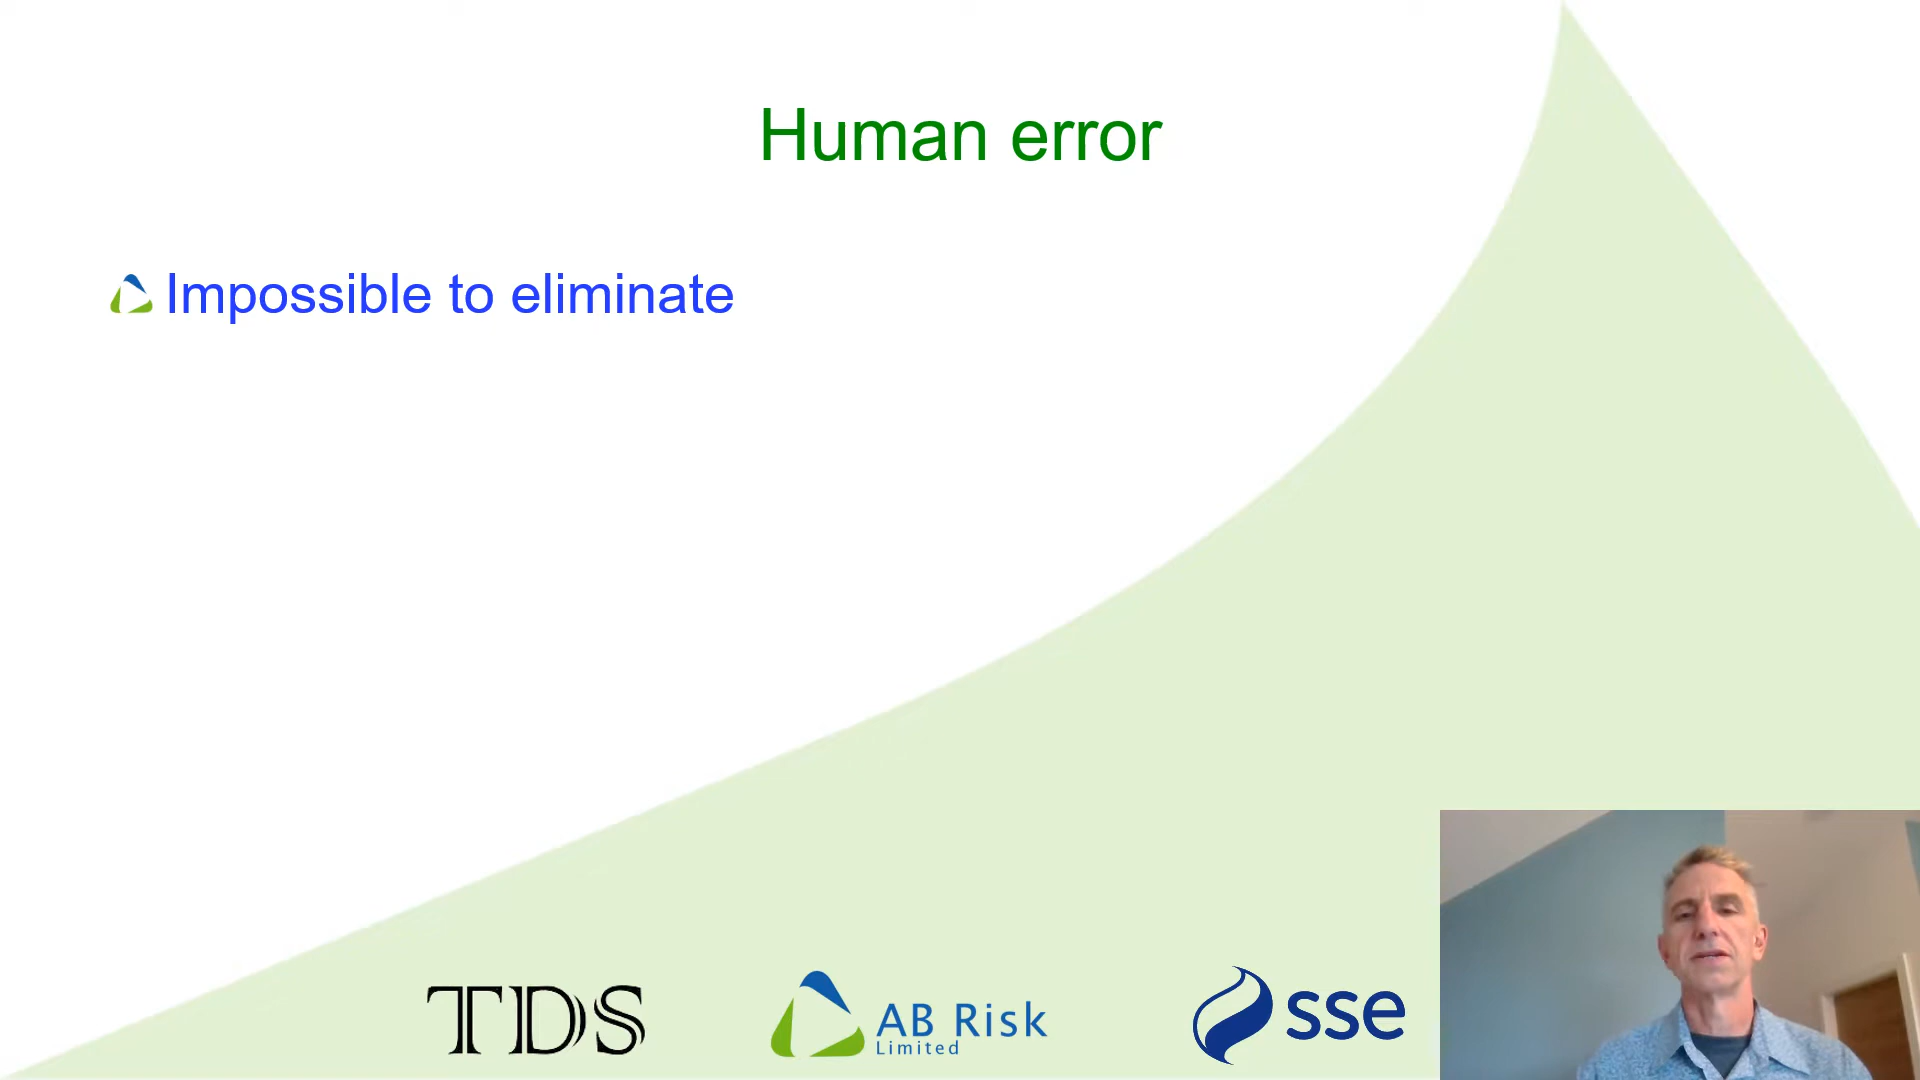 Human error
Impossible to eliminate
TDS
AB Risk
Limited
sse